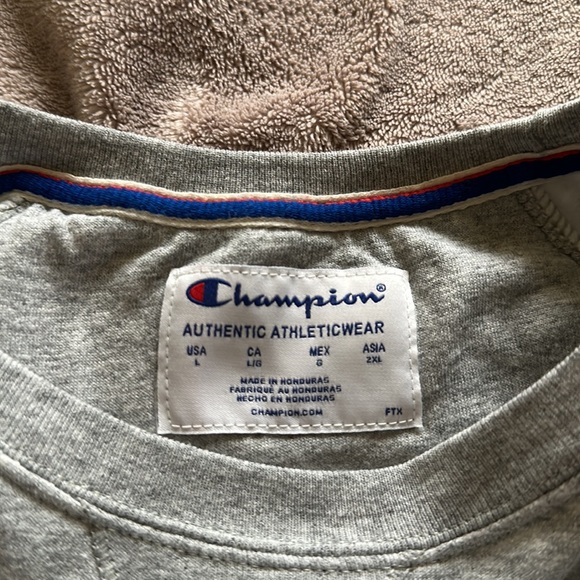 Champion®
AUTHENTIC ATHLETICWEAR
USA CA MEX ASIA
L L/G G 2XL
MADE IN HONDURAS
FABRIQUÉ AU HONDURAS
HECHO EN HONDURAS
CHAMPION.COM FTX